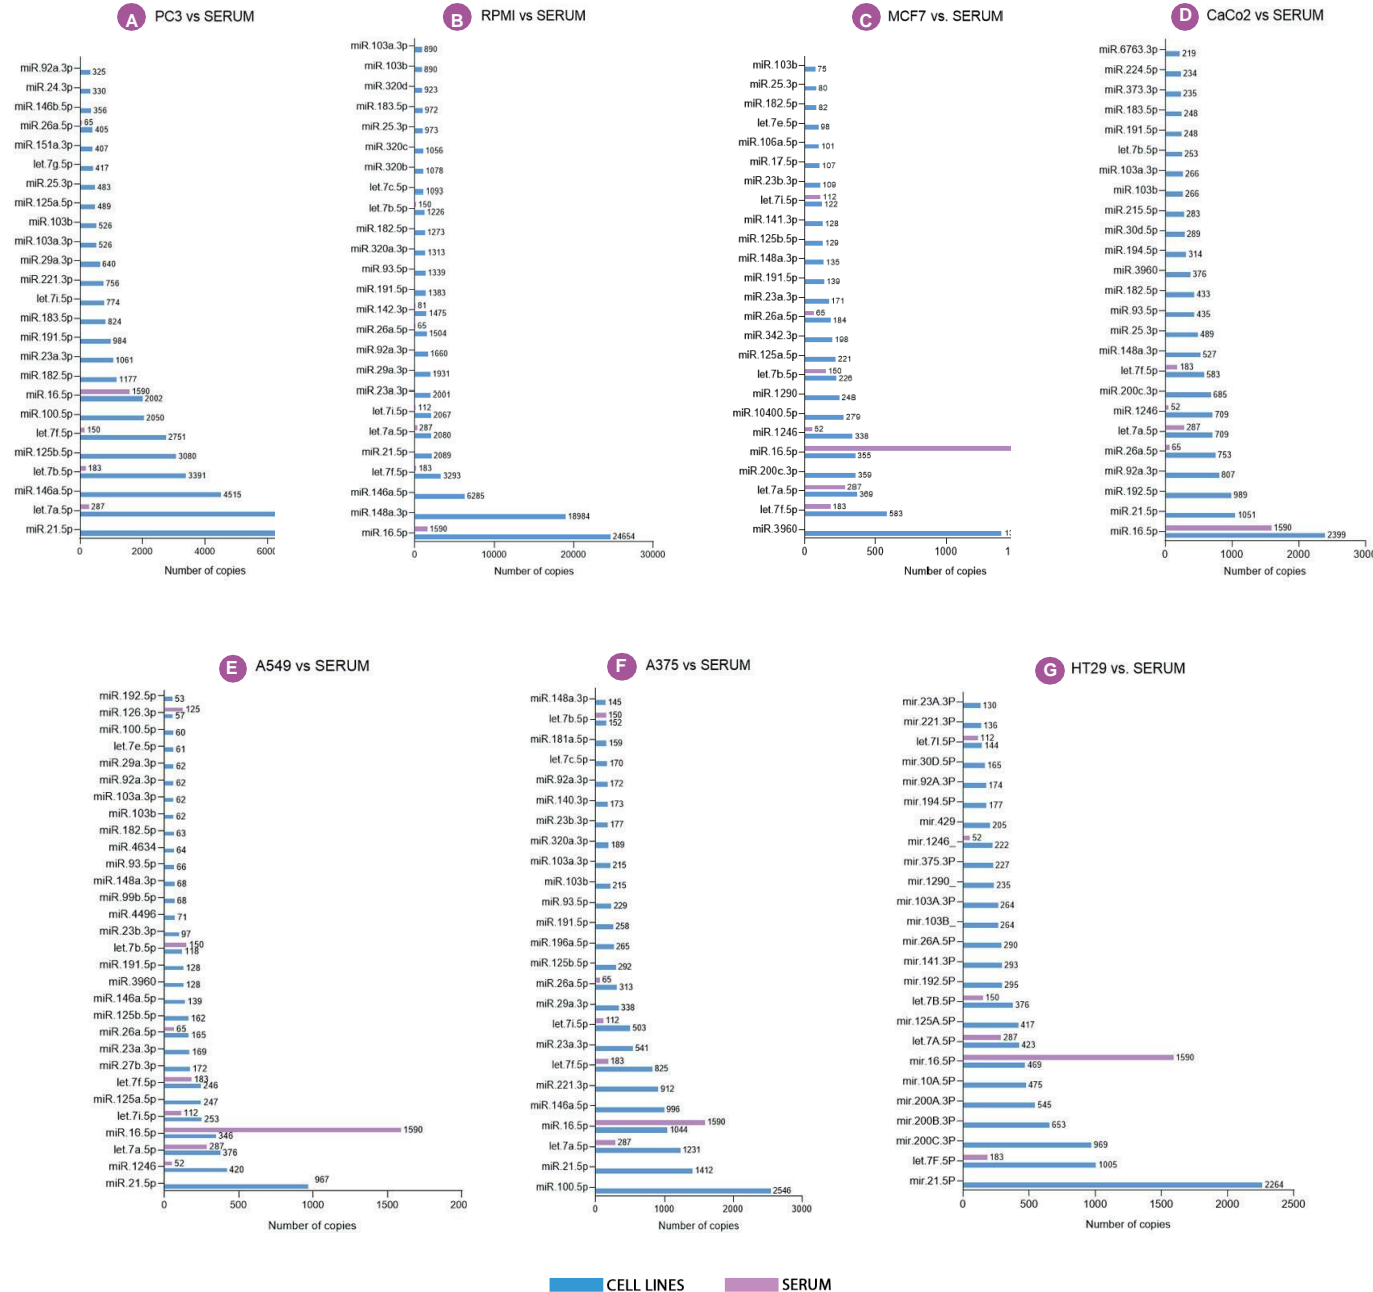 A PC3 vs SERUM
miR.92a.3p 325
miR.24.3p 330
miR.146b.5p 356
miR.26a.5p 65 405
miR.151a.3p 407
let.7g.5p 417
miR.25.3p 483
miR.125a.5p 489
miR.103b 526
miR.103a.3p 526
miR.29a.3p 640
miR.221.3p 756
let.7i.5p 774
miR.183.5p 824
miR.191.5p 984
miR.23a.3p 1061
miR.182.5p 1177
miR.16.5p 1590 2002
miR.100.5p 2050
let.7f.5p 150 2751
miR.125b.5p 3080
let.7b.5p 183 3391
miR.146a.5p 4515
let.7a.5p 287
miR.21.5p
0 2000 4000 6000
Number of copies
B RPMI vs SERUM
miR.103a.3p 890
miR.103b 890
miR.320d 923
miR.183.5p 972
miR.25.3p 973
miR.320c 1056
miR.320b 1078
let.7c.5p 1093
let.7b.5p 150 1226
miR.182.5p 1273
miR.320a.3p 1313
miR.93.5p 1339
miR.191.5p 1383
miR.142.3p 81 1475
miR.26a.5p 65 1504
miR.92a.3p 1660
miR.29a.3p 1931
miR.23a.3p 2001
let.7i.5p 112 2067
let.7a.5p 287 2080
miR.21.5p 2089
let.7f.5p 183 3293
miR.146a.5p 6285
miR.148a.3p 18984
miR.16.5p 1590 24654
0 10000 20000 30000
Number of copies
C MCF7 vs. SERUM
miR.103b 75
miR.25.3p 80
miR.182.5p 82
let.7e.5p 98
miR.106a.5p 101
miR.17.5p 107
miR.23b.3p 109
let.7i.5p 112 122
miR.141.3p 128
miR.125b.5p 129
miR.148a.3p 135
miR.191.5p 139
miR.23a.3p 171
miR.26a.5p 65 184
miR.342.3p 198
miR.125a.5p 221
let.7b.5p 150 226
miR.1290 248
miR.10400.5p 279
miR.1246 52 338
miR.16.5p 355
miR.200c.3p 359
let.7a.5p 287 369
let.7f.5p 183 583
miR.3960
0 500 1000
Number of copies
D CaCo2 vs SERUM
miR.6763.3p 219
miR.224.5p 234
miR.373.3p 235
miR.183.5p 248
miR.191.5p 248
let.7b.5p 253
miR.103a.3p 266
miR.103b 266
miR.215.5p 283
miR.30d.5p 289
miR.194.5p 314
miR.3960 376
miR.182.5p 433
miR.93.5p 435
miR.25.3p 489
miR.148a.3p 527
let.7f.5p 183 583
miR.200c.3p 685
miR.1246 52 709
let.7a.5p 287 709
miR.26a.5p 65 753
miR.92a.3p 807
miR.192.5p 989
miR.21.5p 1051
miR.16.5p 1590 2399
0 1000 2000 3000
Number of copies
E A549 vs SERUM
miR.192.5p 53
miR.126.3p 125 57
miR.100.5p 60
let.7e.5p 61
miR.29a.3p 62
miR.92a.3p 62
miR.103a.3p 62
miR.103b 62
miR.182.5p 63
miR.4634 64
miR.93.5p 66
miR.148a.3p 68
miR.99b.5p 68
miR.4496 71
miR.23b.3p 97
let.7b.5p 150 118
miR.191.5p 128
miR.3960 128
miR.146a.5p 139
miR.125b.5p 162
miR.26a.5p 65 165
miR.23a.3p 169
miR.27b.3p 172
let.7f.5p 183 246
miR.125a.5p 247
let.7i.5p 112 253
miR.16.5p 1590 346
let.7a.5p 287 376
miR.1246 52 420
miR.21.5p 967
0 500 1000 1500 200
Number of copies
F A375 vs SERUM
miR.148a.3p 145
let.7b.5p 150 152
miR.181a.5p 159
let.7c.5p 170
miR.92a.3p 172
miR.140.3p 173
miR.23b.3p 177
miR.320a.3p 189
miR.103a.3p 215
miR.103b 215
miR.93.5p 229
miR.191.5p 258
miR.196a.5p 265
miR.125b.5p 292
miR.26a.5p 65 313
miR.29a.3p 338
let.7i.5p 112 503
miR.23a.3p 541
let.7f.5p 183 825
miR.221.3p 912
miR.146a.5p 996
miR.16.5p 1590 1044
let.7a.5p 287 1231
miR.21.5p 1412
miR.100.5p 2546
0 1000 2000 3000
Number of copies
G HT29 vs. SERUM
mir.23A.3P 130
mir.221.3P 136
let.7I.5P 112 144
mir.30D.5P 165
mir.92A.3P 174
mir.194.5P 177
mir.429 205
mir.1246_ 52 222
mir.375.3P 227
mir.1290_ 235
mir.103A.3P 264
mir.103B_ 264
mir.26A.5P 290
mir.141.3P 293
mir.192.5P 295
let.7B.5P 150 376
mir.125A.5P 417
let.7A.5P 287 423
mir.16.5P 1590 469
mir.10A.5P 475
mir.200A.3P 545
mir.200B.3P 653
mir.200C.3P 969
let.7F.5P 183 1005
mir.21.5P 2264
0 500 1000 1500 2000 2500
Number of copies
CELL LINES SERUM